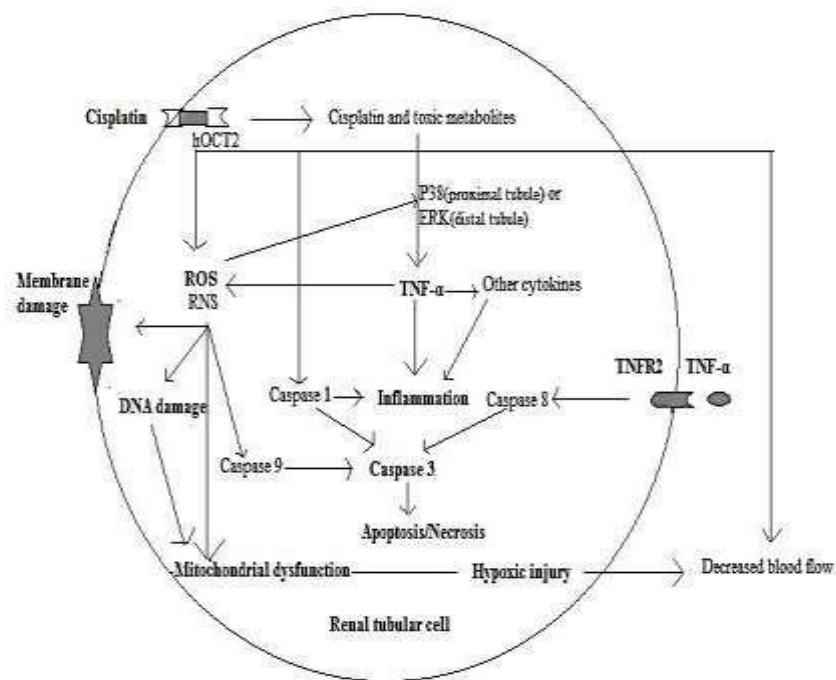 Cisplatin
hOCT2
Cisplatin and toxic metabolites
P38(proximal tubule) or
ERK(distal tubule)
Membrane
damage
ROS
RNS
TNF-α
Other cytokines
TNFR2 TNF-α
DNA damage
Caspase 1
Inflammation
Caspase 8
Caspase 9
Caspase 3
Apoptosis/Necrosis
Mitochondrial dysfunction
Hypoxic injury
Decreased blood flow
Renal tubular cell